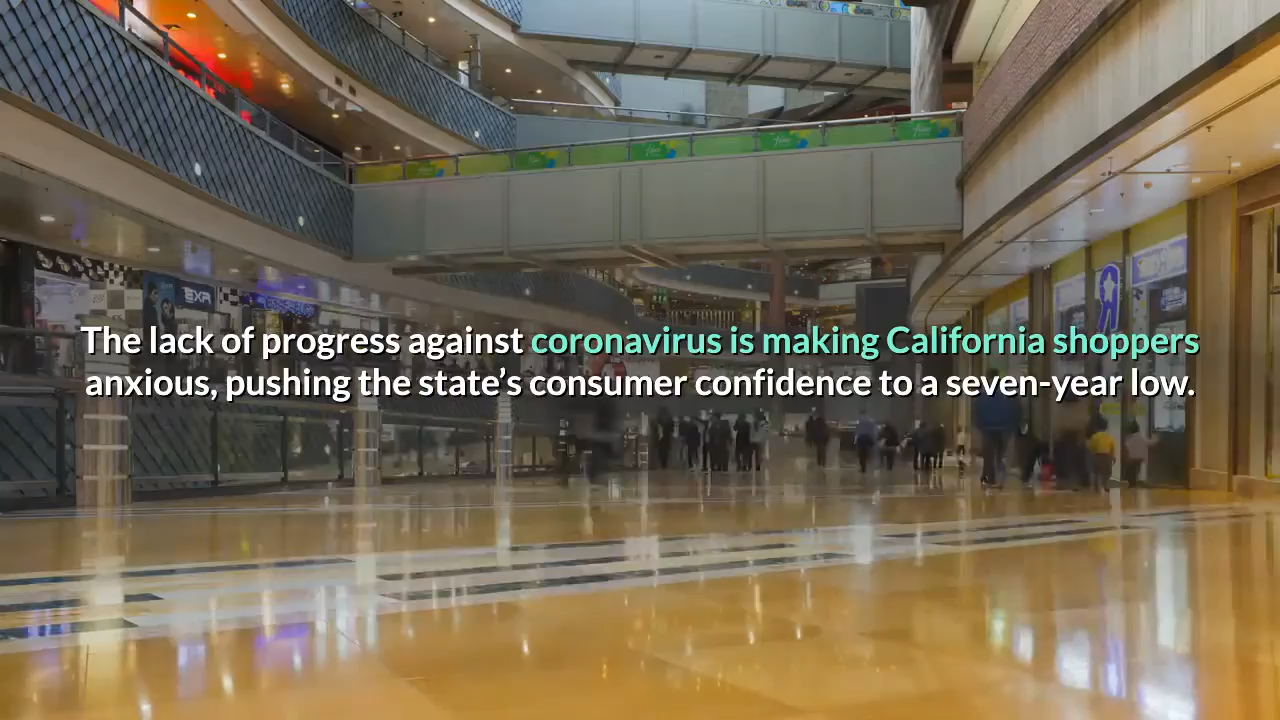 EXR
The lack of progress against coronavirus is making California shoppers
anxious, pushing the state’s consumer confidence to a seven-year low.